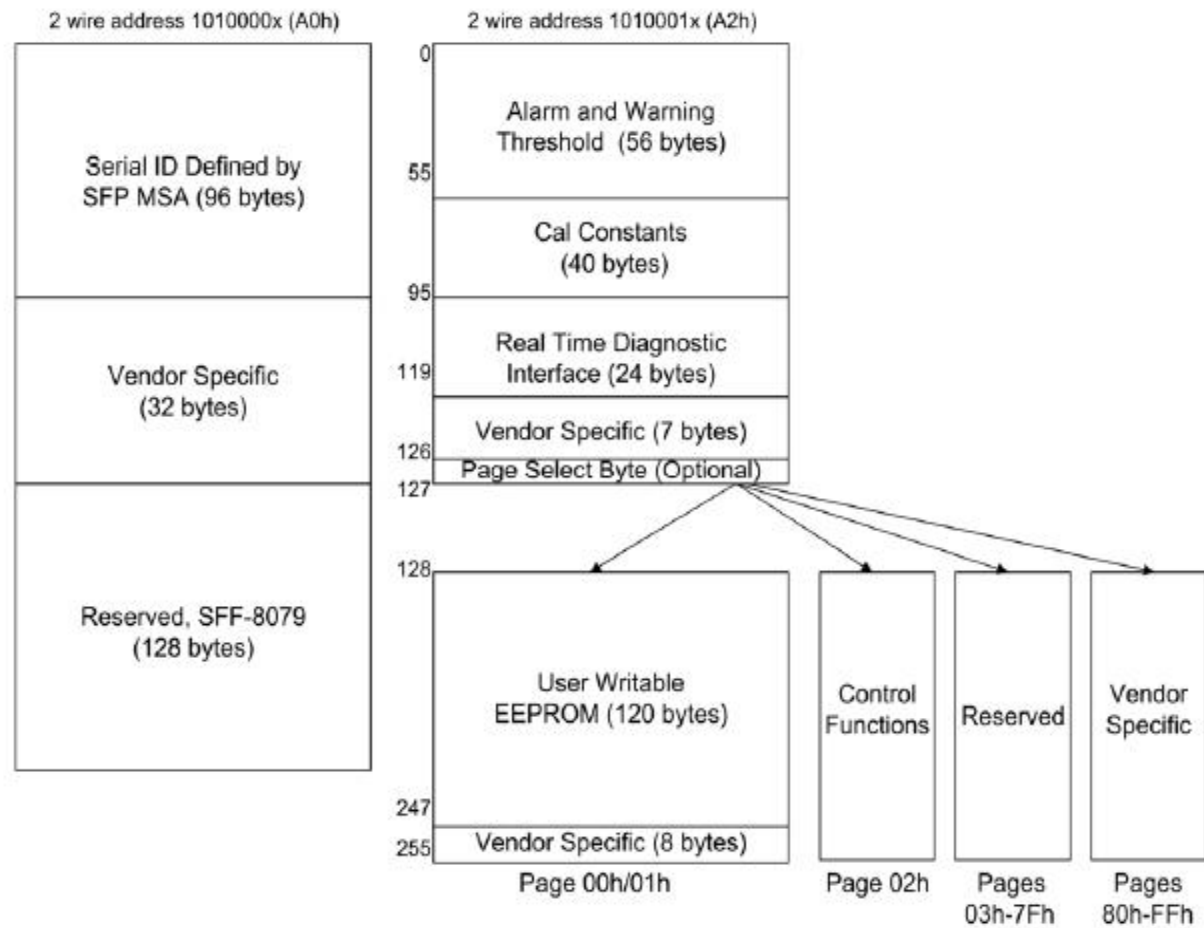 2 wire address 1010000x (A0h)
Serial ID Defined by
SFP MSA (96 bytes)
Vendor Specific
(32 bytes)
Reserved, SFF-8079
(128 bytes)
2 wire address 1010001x (A2h)
0
Alarm and Warning
Threshold (56 bytes)
55
Cal Constants
(40 bytes)
95
Real Time Diagnostic
Interface (24 bytes)
119
Vendor Specific (7 bytes)
126
Page Select Byte (Optional)
127
128
User Writable
EEPROM (120 bytes)
247
Vendor Specific (8 bytes)
255
Page 00h/01h
Control
Functions
Page 02h
Reserved
Pages
03h-7Fh
Vendor
Specific
Pages
80h-FFh